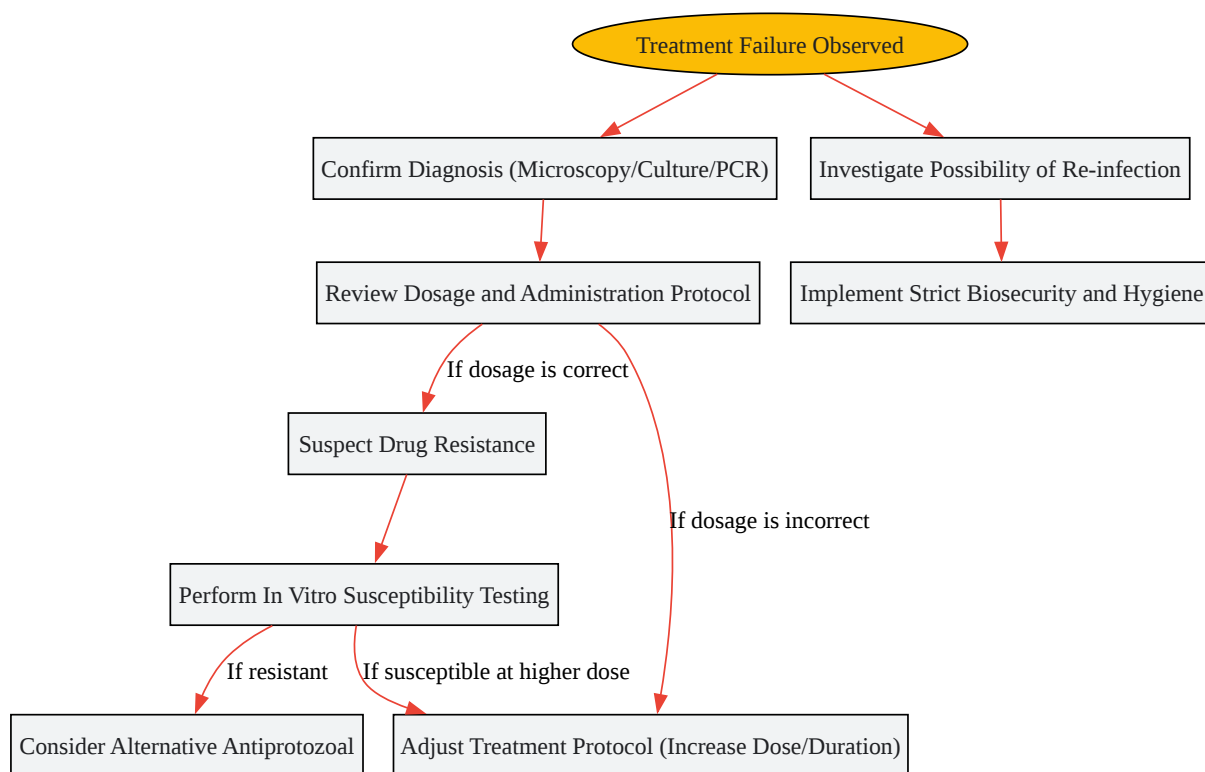 Treatment Failure Observed
Confirm Diagnosis (Microscopy/Culture/PCR)
Investigate Possibility of Re-infection
Review Dosage and Administration Protocol
Implement Strict Biosecurity and Hygiene
If dosage is correct
Suspect Drug Resistance
If dosage is incorrect
Perform In Vitro Susceptibility Testing
If resistant
If susceptible at higher dose
Consider Alternative Antiprotozoal
Adjust Treatment Protocol (Increase Dose/Duration)